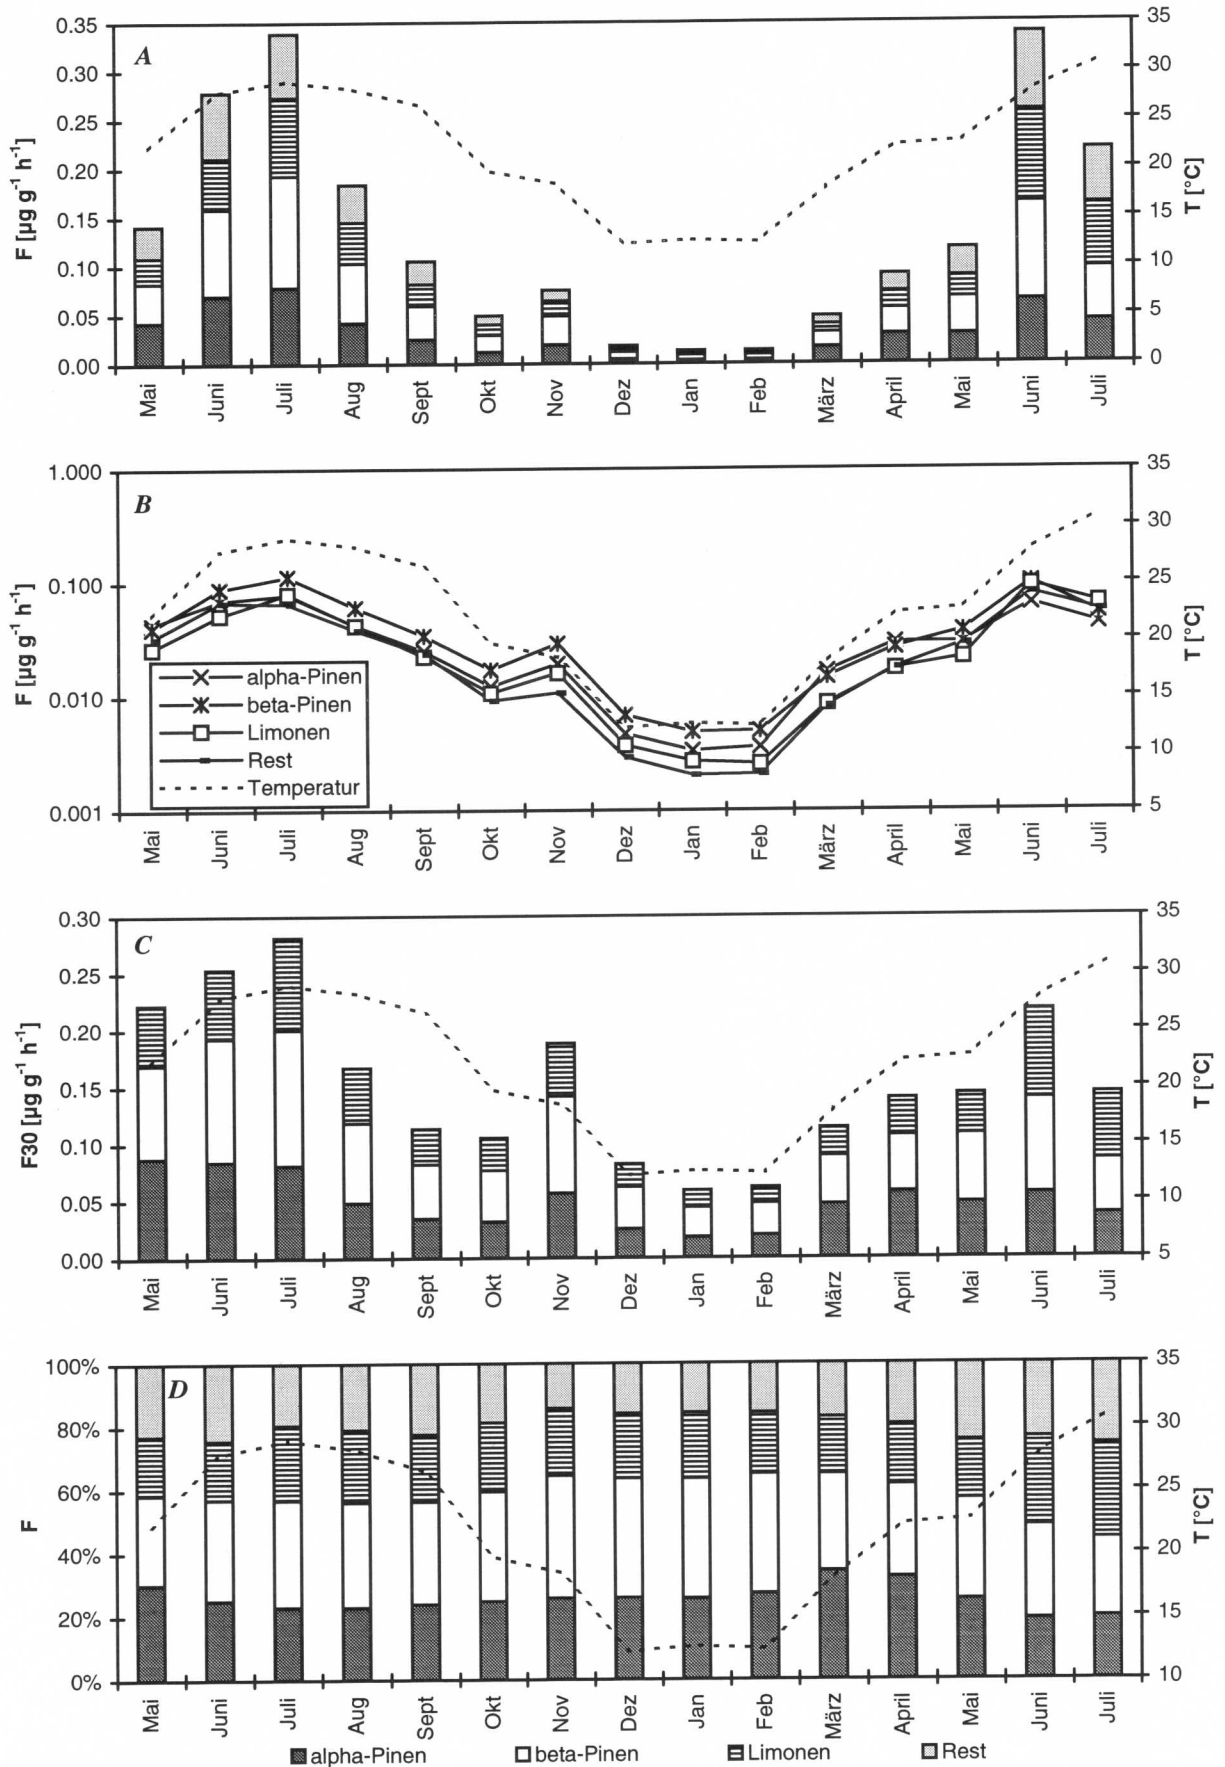 A
F [µg g⁻¹ h⁻¹]
0.35
0.30
0.25
0.20
0.15
0.10
0.05
0.00
35
30
25
20
15
10
5
0
T [°C]
Mai Juni Juli Aug Sept Okt Nov Dez Jan Feb März April Mai Juni Juli
B
F [µg g⁻¹ h⁻¹]
1.000
0.100
0.010
0.001
alpha-Pinen
beta-Pinen
Limonen
Rest
Temperatur
35
30
25
20
15
10
5
T [°C]
Mai Juni Juli Aug Sept Okt Nov Dez Jan Feb März April Mai Juni Juli
C
F30 [µg g⁻¹ h⁻¹]
0.30
0.25
0.20
0.15
0.10
0.05
0.00
35
30
25
20
15
10
5
T [°C]
Mai Juni Juli Aug Sept Okt Nov Dez Jan Feb März April Mai Juni Juli
D
F
100%
80%
60%
40%
20%
0%
35
30
25
20
15
10
T [°C]
Mai Juni Juli Aug Sept Okt Nov Dez Jan Feb März April Mai Juni Juli
alpha-Pinen beta-Pinen Limonen Rest